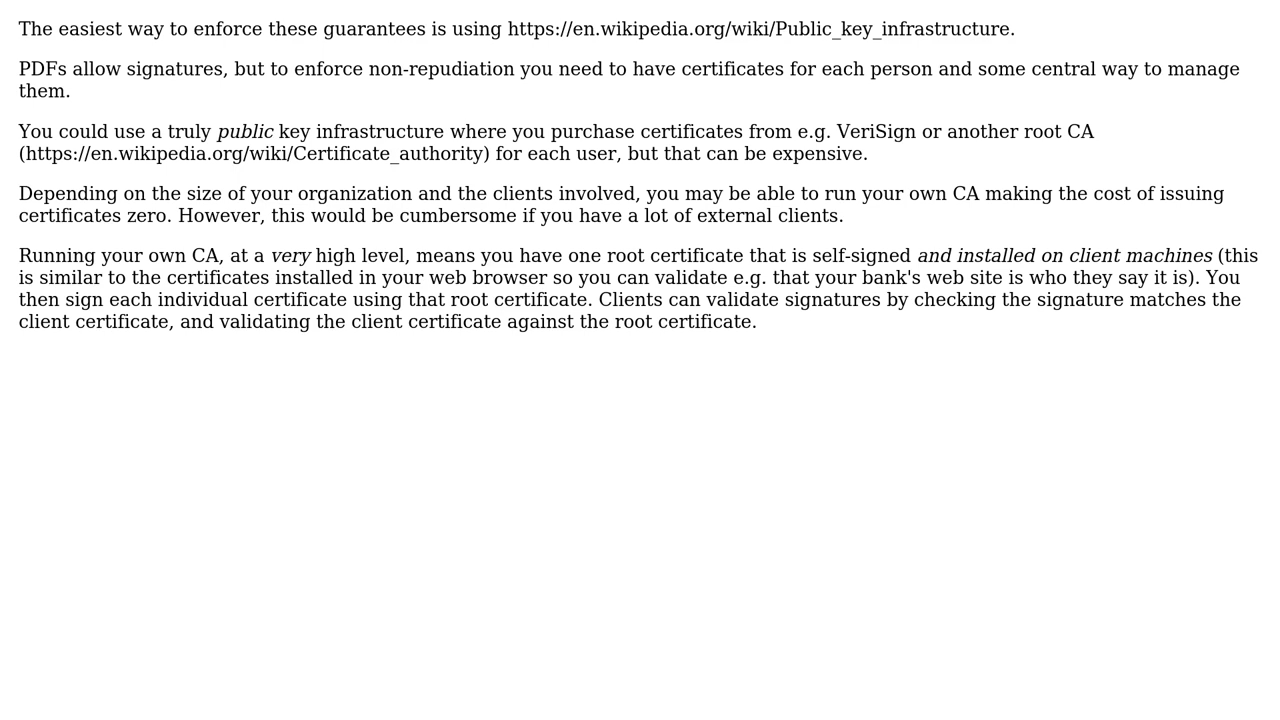 The easiest way to enforce these guarantees is using https://en.wikipedia.org/wiki/Public_key_infrastructure.
PDFs allow signatures, but to enforce non-repudiation you need to have certificates for each person and some central way to manage
them.
You could use a truly public key infrastructure where you purchase certificates from e.g. VeriSign or another root CA
(https://en.wikipedia.org/wiki/Certificate_authority) for each user, but that can be expensive.
Depending on the size of your organization and the clients involved, you may be able to run your own CA making the cost of issuing
certificates zero. However, this would be cumbersome if you have a lot of external clients.
Running your own CA, at a very high level, means you have one root certificate that is self-signed and installed on client machines (this
is similar to the certificates installed in your web browser so you can validate e.g. that your bank's web site is who they say it is). You
then sign each individual certificate using that root certificate. Clients can validate signatures by checking the signature matches the
client certificate, and validating the client certificate against the root certificate.